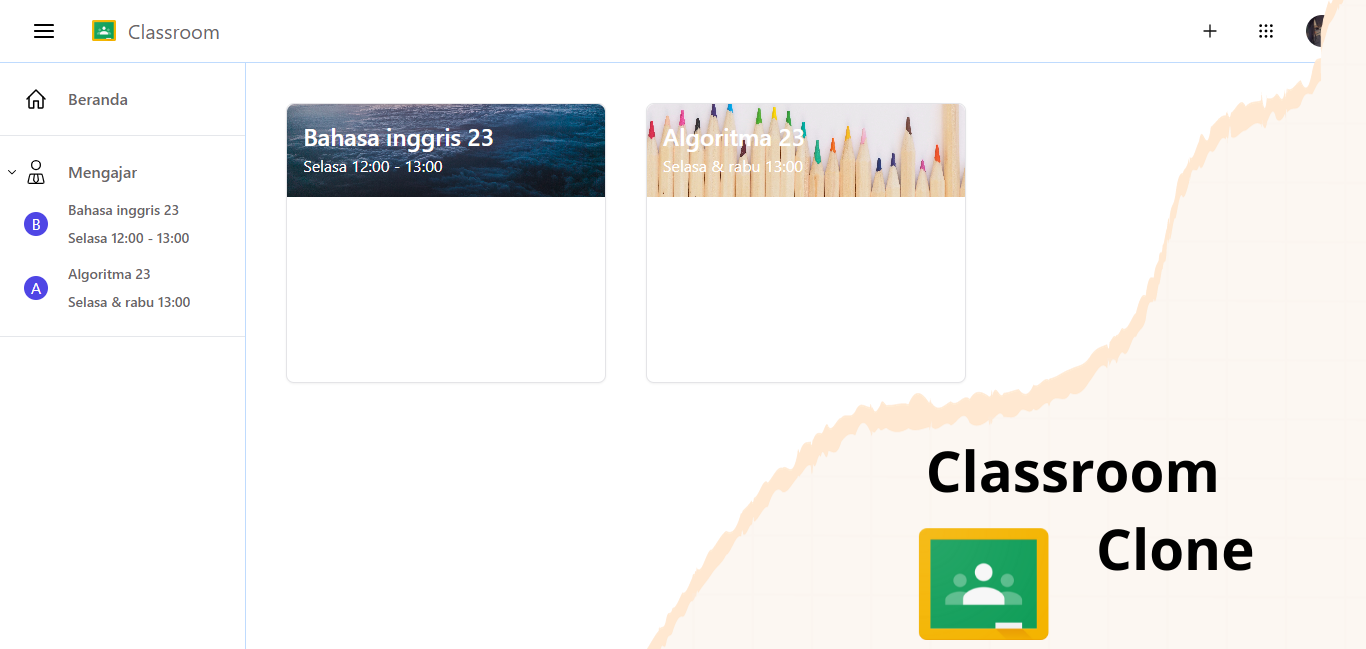 Classroom
Beranda
Mengajar
B
Bahasa inggris 23
Selasa 12:00 - 13:00
A
Algoritma 23
Selasa & rabu 13:00
Bahasa inggris 23
Selasa 12:00 - 13:00
Algoritma 23
Selasa & rabu 13:00
Classroom
Clone